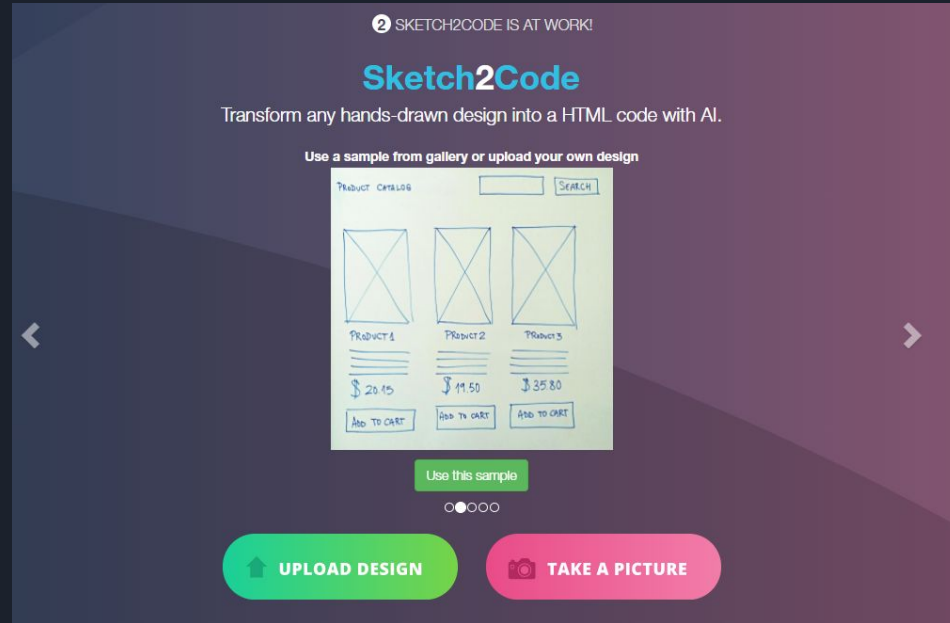 2 SKETCH2CODE IS AT WORK!
Sketch2Code
Transform any hands-drawn design into a HTML code with AI.
Use a sample from gallery or upload your own design
PRODUCT CATALOG SEARCH
PRODUCT 1 PRODUCT 2 PRODUCT 3
$ 20.15 $ 19.50 $ 35.80
ADD TO CART ADD TO CART ADD TO CART
Use this sample
UPLOAD DESIGN TAKE A PICTURE